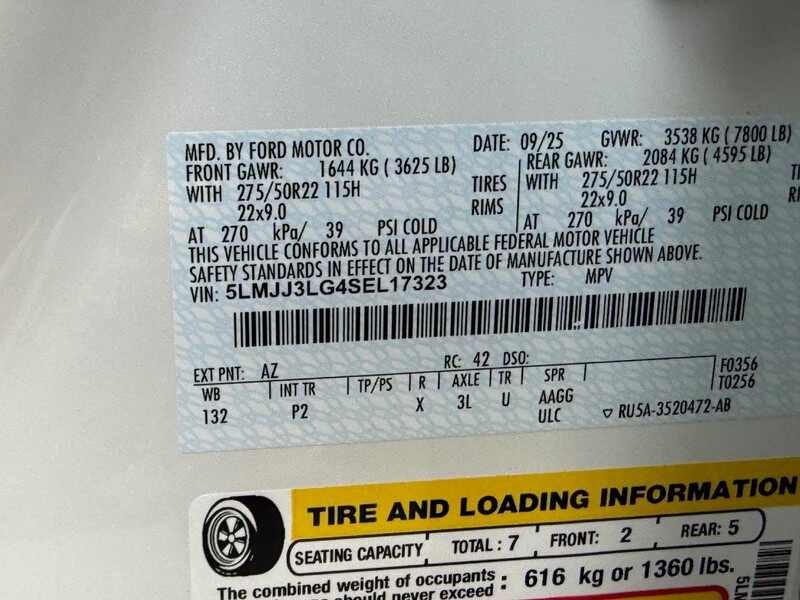 MFD. BY FORD MOTOR CO. DATE: 09/25 GVWR: 3538 KG ( 7800 LB)
FRONT GAWR: 1644 KG ( 3625 LB) REAR GAWR: 2084 KG ( 4595 LB)
WITH 275/50R22 115H TIRES WITH 275/50R22 115H
22x9.0 RIMS 22x9.0
AT 270 kPa/ 39 PSI COLD AT 270 kPa/ 39 PSI COLD
THIS VEHICLE CONFORMS TO ALL APPLICABLE FEDERAL MOTOR VEHICLE
SAFETY STANDARDS IN EFFECT ON THE DATE OF MANUFACTURE SHOWN ABOVE.
VIN: 5LMJJ3LG4SEL17323 TYPE: MPV
EXT PNT: AZ RC: 42 DSO: F0356
WB INT TR TP/PS R AXLE TR SPR T0256
132 P2 X 3L U AAGG
ULC ▽ RU5A-3520472-AB
TIRE AND LOADING INFORMATION
SEATING CAPACITY TOTAL : 7 FRONT: 2 REAR: 5
The combined weight of occupants : 616 kg or 1360 lbs.
should never exceed
5LM